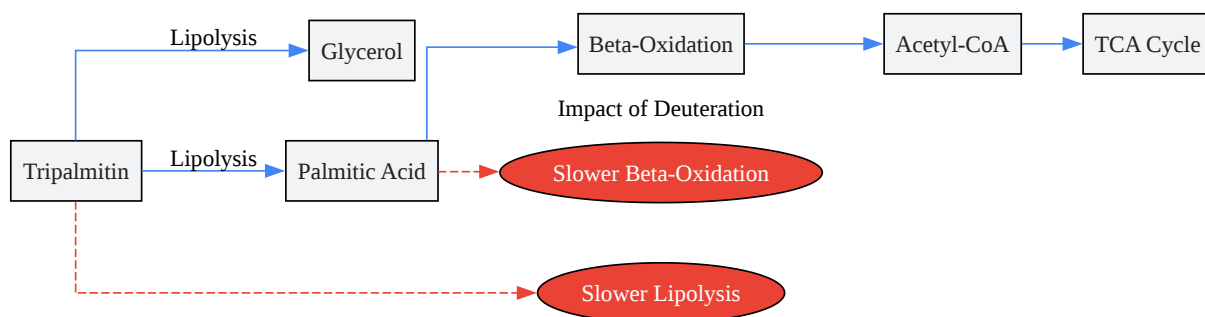 Lipolysis
Glycerol
Beta-Oxidation
Acetyl-CoA
TCA Cycle
Impact of Deuteration
Tripalmitin
Lipolysis
Palmitic Acid
Slower Beta-Oxidation
Slower Lipolysis